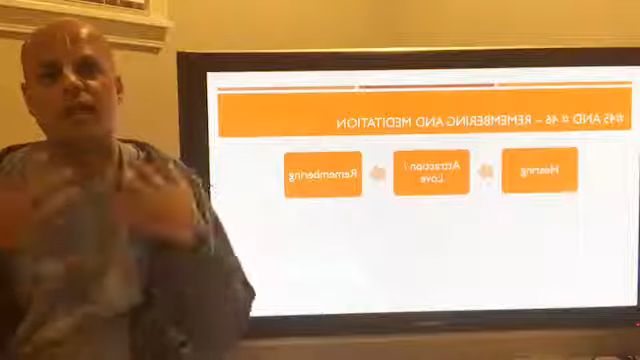 #45 AND # 46 – REMEMBERING AND MEDITATION
Hearing
Attraction /
Love
Remembering